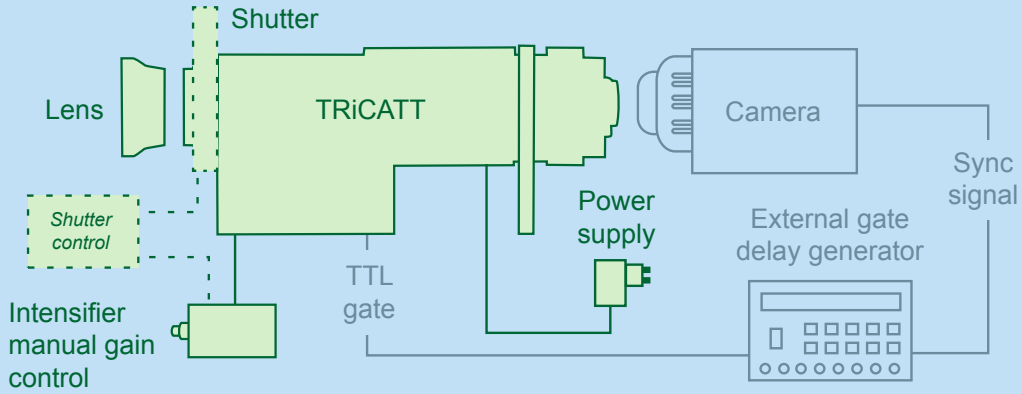 Shutter
Lens
TRiCATT
Camera
Sync
signal
Shutter
control
Power
supply
External gate
delay generator
TTL
gate
Intensifier
manual gain
control